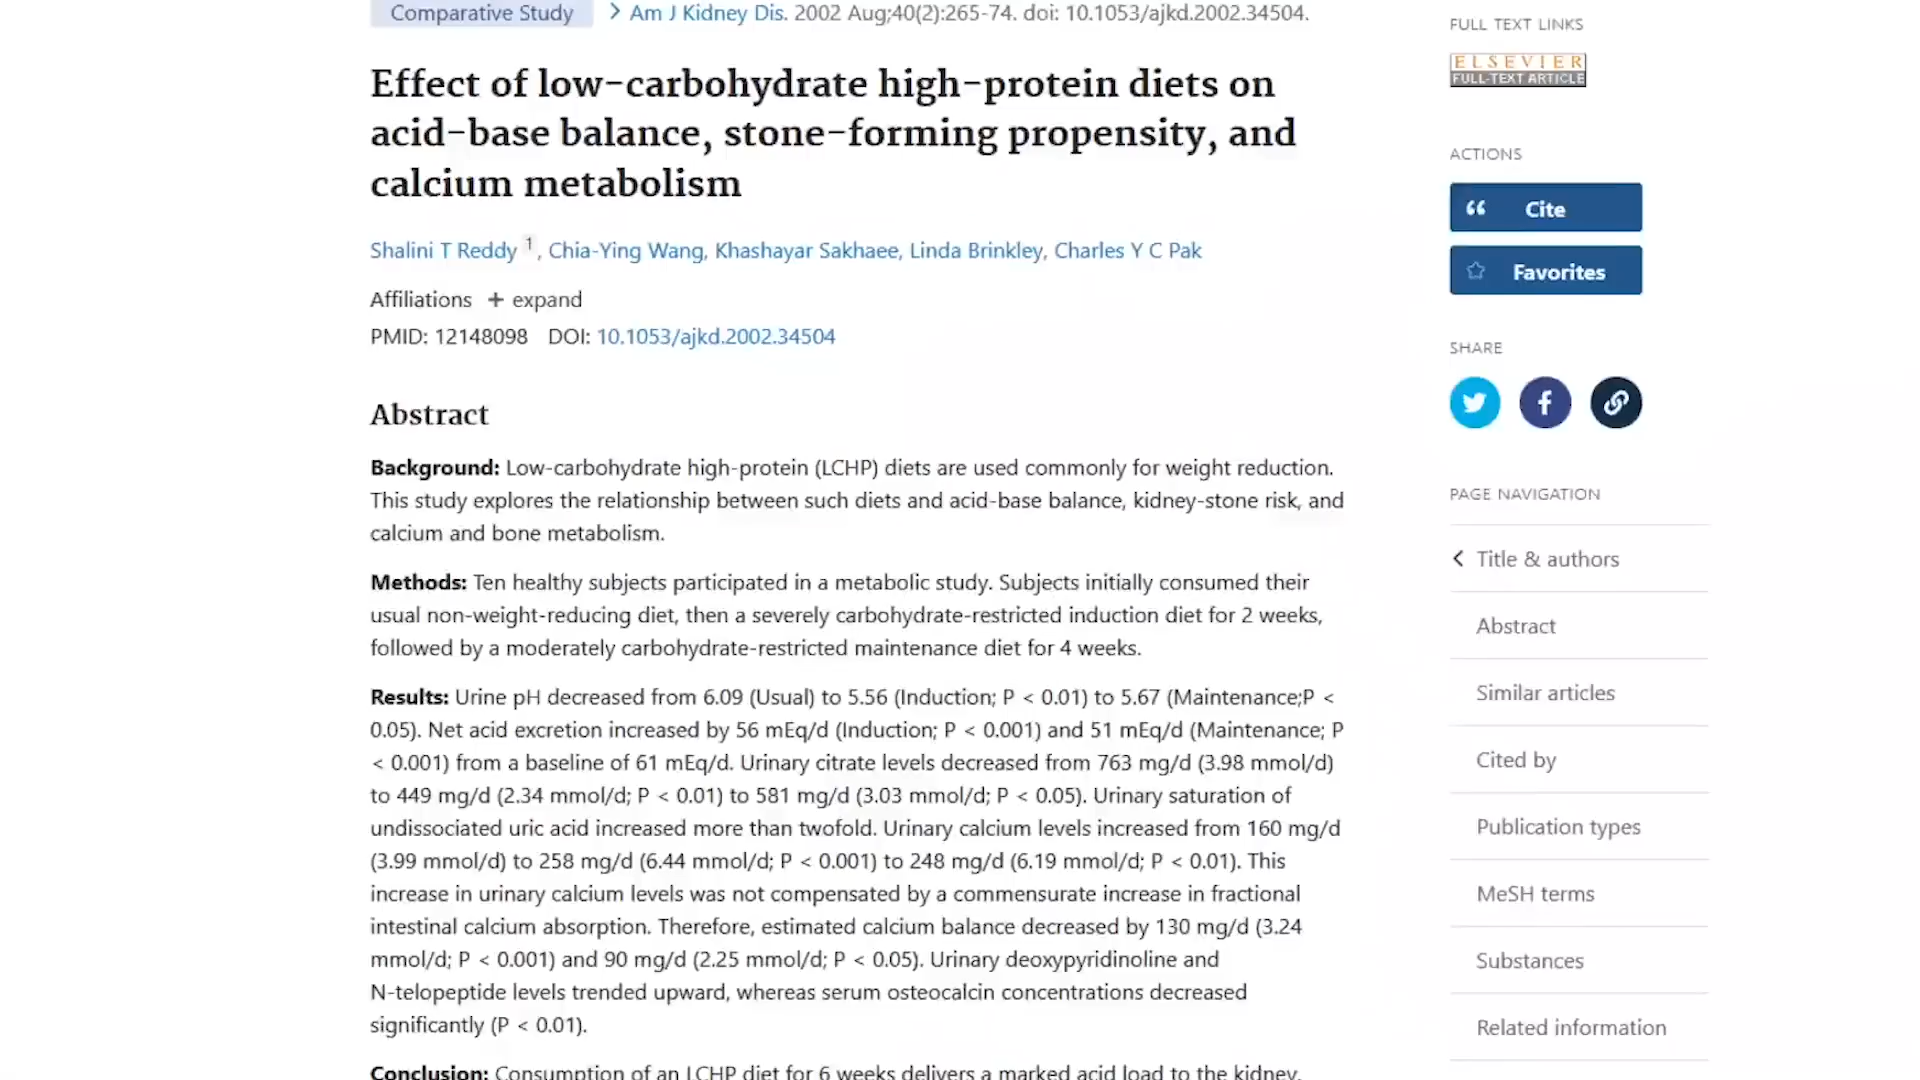 Comparative Study > Am J Kidney Dis. 2002 Aug;40(2):265-74. doi: 10.1053/ajkd.2002.34504.
Effect of low-carbohydrate high-protein diets on
acid-base balance, stone-forming propensity, and
calcium metabolism
Shalini T Reddy 1, Chia-Ying Wang, Khashayar Sakhaee, Linda Brinkley, Charles Y C Pak
Affiliations + expand
PMID: 12148098 DOI: 10.1053/ajkd.2002.34504
Abstract
Background: Low-carbohydrate high-protein (LCHP) diets are used commonly for weight reduction.
This study explores the relationship between such diets and acid-base balance, kidney-stone risk, and
calcium and bone metabolism.
Methods: Ten healthy subjects participated in a metabolic study. Subjects initially consumed their
usual non-weight-reducing diet, then a severely carbohydrate-restricted induction diet for 2 weeks,
followed by a moderately carbohydrate-restricted maintenance diet for 4 weeks.
Results: Urine pH decreased from 6.09 (Usual) to 5.56 (Induction; P < 0.01) to 5.67 (Maintenance;P <
0.05). Net acid excretion increased by 56 mEq/d (Induction; P < 0.001) and 51 mEq/d (Maintenance; P
< 0.001) from a baseline of 61 mEq/d. Urinary citrate levels decreased from 763 mg/d (3.98 mmol/d)
to 449 mg/d (2.34 mmol/d; P < 0.01) to 581 mg/d (3.03 mmol/d; P < 0.05). Urinary saturation of
undissociated uric acid increased more than twofold. Urinary calcium levels increased from 160 mg/d
(3.99 mmol/d) to 258 mg/d (6.44 mmol/d; P < 0.001) to 248 mg/d (6.19 mmol/d; P < 0.01). This
increase in urinary calcium levels was not compensated by a commensurate increase in fractional
intestinal calcium absorption. Therefore, estimated calcium balance decreased by 130 mg/d (3.24
mmol/d; P < 0.001) and 90 mg/d (2.25 mmol/d; P < 0.05). Urinary deoxypyridinoline and
N-telopeptide levels trended upward, whereas serum osteocalcin concentrations decreased
significantly (P < 0.01).
Conclusion: Consumption of an LCHP diet for 6 weeks delivers a marked acid load to the kidney,
FULL TEXT LINKS
ELSEVIER
FULL-TEXT ARTICLE
ACTIONS
Cite
Favorites
SHARE
PAGE NAVIGATION
Title & authors
Abstract
Similar articles
Cited by
Publication types
MeSH terms
Substances
Related information